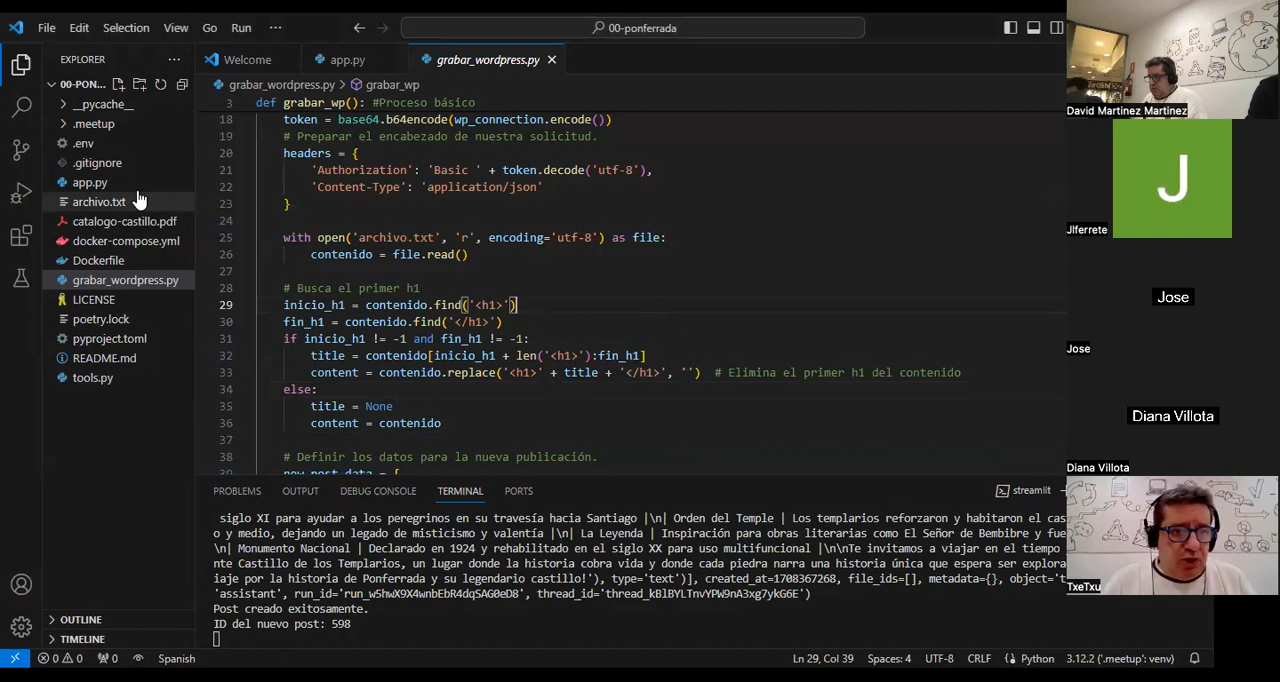 File Edit Selection View Go Run ···
00-ponferrada
EXPLORER ···
00-PON...
__pycache__
.meetup
.env
.gitignore
app.py
archivo.txt
catalogo-castillo.pdf
docker-compose.yml
Dockerfile
grabar_wordpress.py
LICENSE
poetry.lock
pyproject.toml
README.md
tools.py
OUTLINE
TIMELINE
Welcome app.py grabar_wordpress.py
grabar_wordpress.py > grabar_wp
3 def grabar_wp(): #Proceso básico
18 token = base64.b64encode(wp_connection.encode())
19 # Preparar el encabezado de nuestra solicitud.
20 headers = {
21 'Authorization': 'Basic ' + token.decode('utf-8'),
22 'Content-Type': 'application/json'
23 }
24
25 with open('archivo.txt', 'r', encoding='utf-8') as file:
26 contenido = file.read()
27
28 # Busca el primer h1
29 inicio_h1 = contenido.find('<h1>')
30 fin_h1 = contenido.find('</h1>')
31 if inicio_h1 != -1 and fin_h1 != -1:
32 title = contenido[inicio_h1 + len('<h1>'):fin_h1]
33 content = contenido.replace('<h1>' + title + '</h1>', '') # Elimina el primer h1 del contenido
34 else:
35 title = None
36 content = contenido
37
38 # Definir los datos para la nueva publicación.
39 new_post_data = {
PROBLEMS OUTPUT DEBUG CONSOLE TERMINAL PORTS
streamlit
siglo XI para ayudar a los peregrinos en su travesía hacia Santiago |\n| Orden del Temple | Los templarios reforzaron y habitaron el cas
o y medio, dejando un legado de misticismo y valentía |\n| La Leyenda | Inspiración para obras literarias como El Señor de Bembibre y fue
\n| Monumento Nacional | Declarado en 1924 y rehabilitado en el siglo XX para uso multifuncional |\n\nTe invitamos a viajar en el tiempo
nte Castillo de los Templarios, un lugar donde la historia cobra vida y donde cada piedra narra una historia única que espera ser explora
iaje por la historia de Ponferrada y su legendario castillo!'), type='text')], created_at=1708367268, file_ids=[], metadata={}, object='t
'assistant', run_id='run_wShwX9X4wnbEbR4dqSAG0eD8', thread_id='thread_kBlBYLTnvYPW9nA3xg7ykG6E')
Post creado exitosamente.
ID del nuevo post: 598
0 0 0 Spanish
Ln 29, Col 39 Spaces: 4 UTF-8 CRLF Python 3.12.2 ('.meetup': venv)
David Martinez Martinez
J
Jlferrete
Jose
Jose
Diana Villota
Diana Villota
TxeTxu